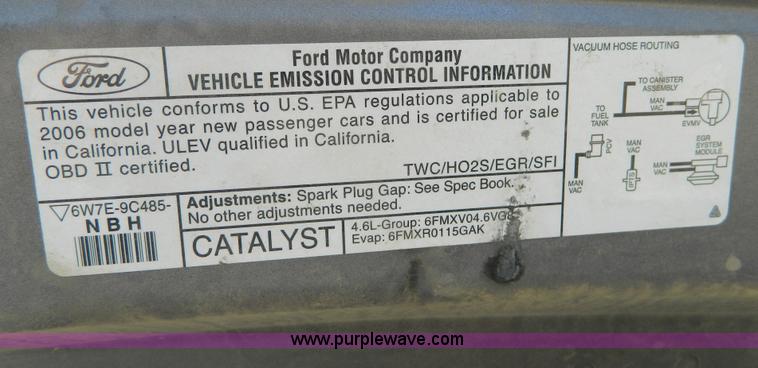 Ford
Ford Motor Company
VEHICLE EMISSION CONTROL INFORMATION
This vehicle conforms to U.S. EPA regulations applicable to
2006 model year new passenger cars and is certified for sale
in California. ULEV qualified in California.
OBD II certified.
TWC/HO2S/EGR/SFI
6W7E-9C485-
NBH
Adjustments: Spark Plug Gap: See Spec Book.
No other adjustments needed.
CATALYST
4.6L-Group: 6FMXV04.6VG8
Evap: 6FMXR0115GAK
VACUUM HOSE ROUTING
TO CANISTER
ASSEMBLY
MAN
VAC
TO
FUEL
TANK
EVMV
PCV
MAN
VAC
MAN
VAC
EGR
SYSTEM
MODULE
MAN
VAC
www.purplewave.com